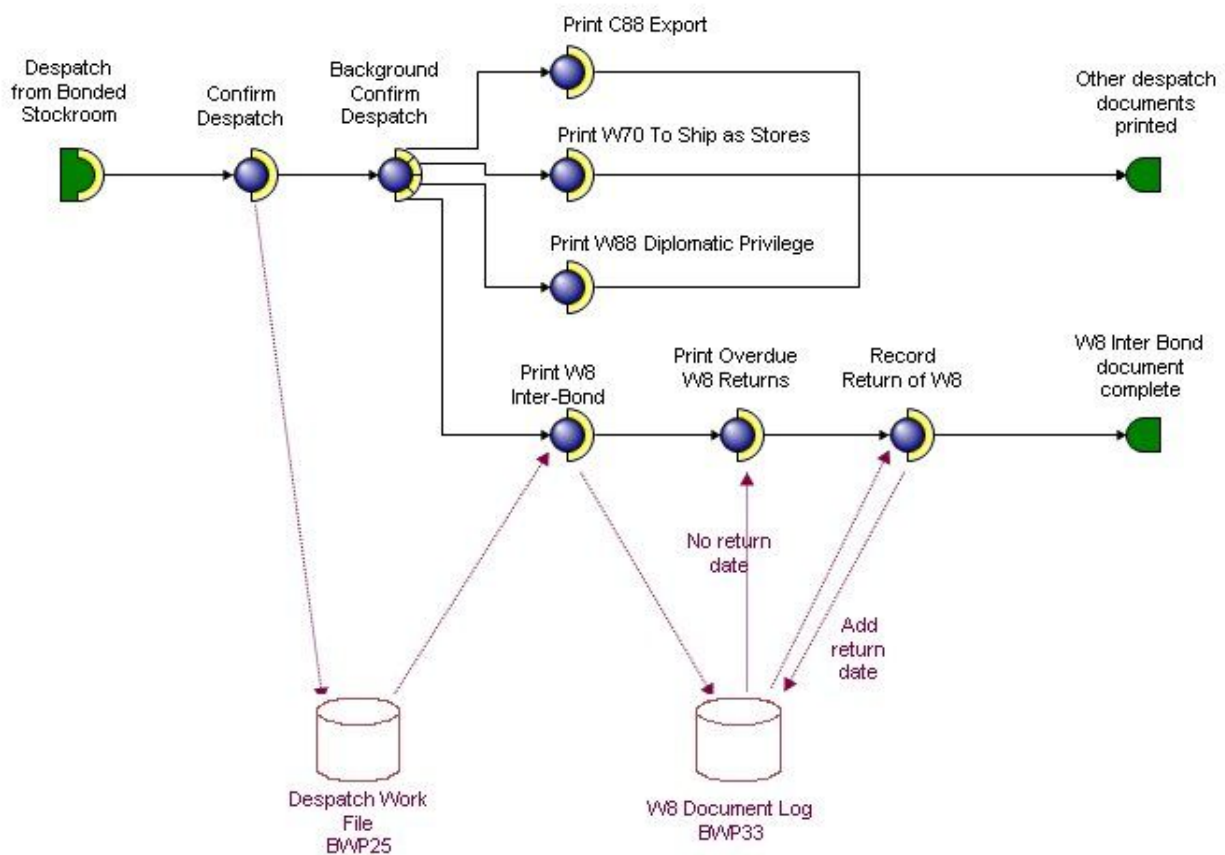 Print C88 Export
Despatch
from Bonded
Stockroom
Confirm
Despatch
Background
Confirm
Despatch
Other despatch
documents
printed
Print W70 To Ship as Stores
Print W88 Diplomatic Privilege
Print W8
Inter-Bond
Print Overdue
W8 Returns
Record
Return of W8
W8 Inter Bond
document
complete
No return
date
Add
return
date
Despatch Work
File
BWP25
W8 Document Log
BWP33